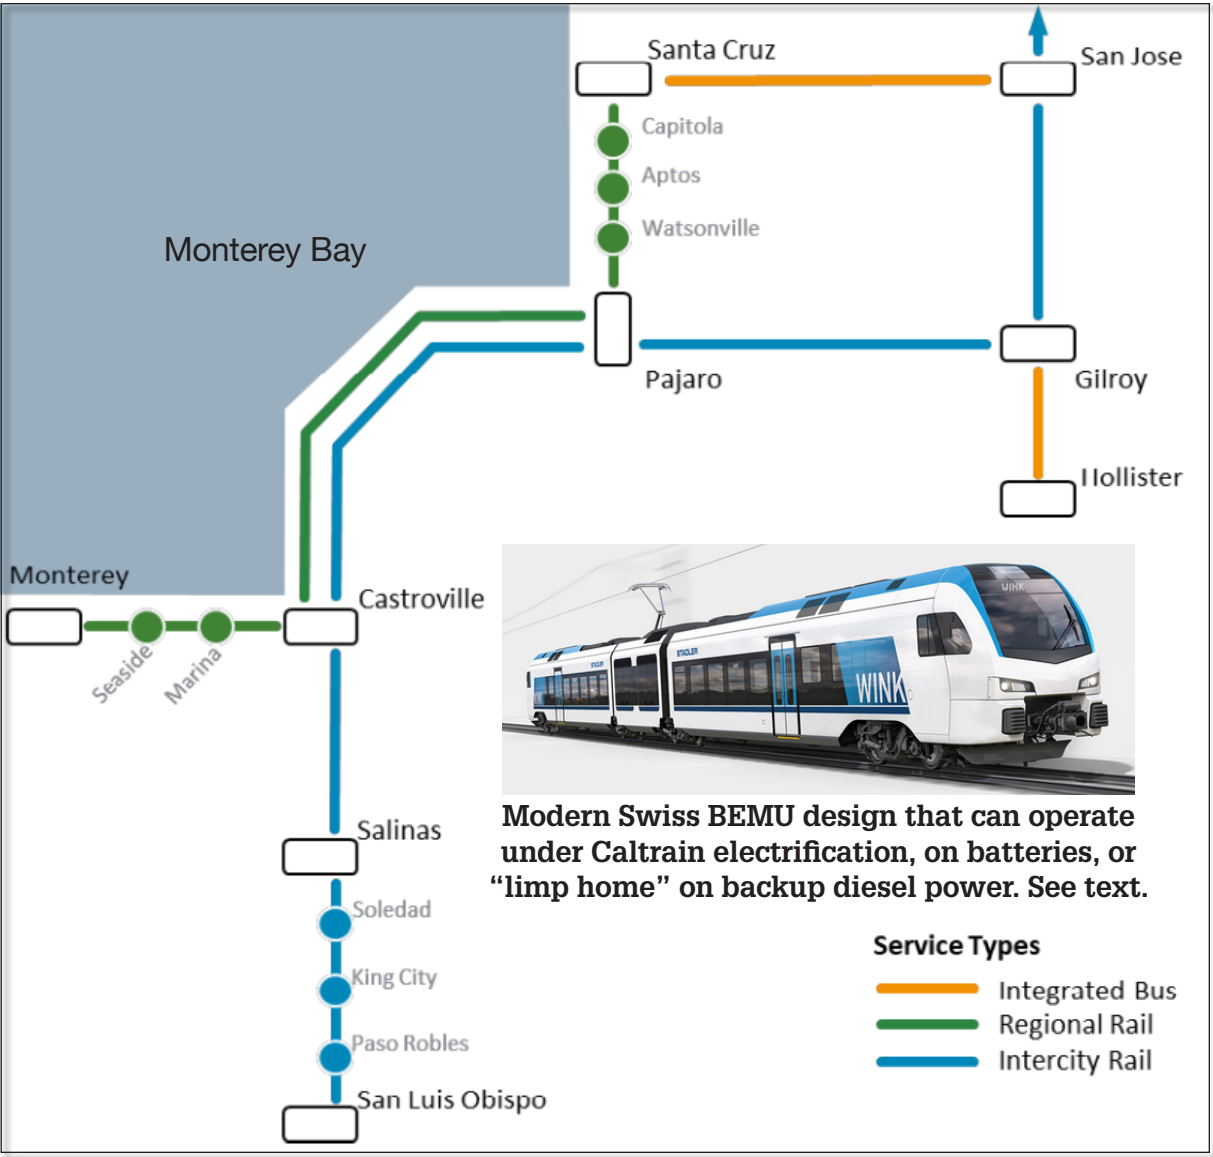 Santa Cruz
San Jose
Capitola
Aptos
Watsonville
Monterey Bay
Pajaro
Gilroy
Hollister
Monterey
Castroville
Seaside
Marina
WINK
STADLER
STADLER
WINK
Modern Swiss BEMU design that can operate
under Caltrain electrification, on batteries, or
“limp home” on backup diesel power. See text.
Salinas
Soledad
King City
Paso Robles
San Luis Obispo
Service Types
Integrated Bus
Regional Rail
Intercity Rail